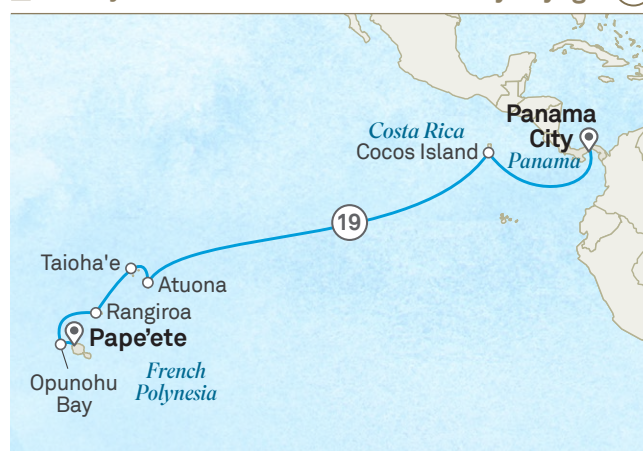 Panama
City
Costa Rica
Cocos Island
Panama
19
Taioha'e
Atuona
Rangiroa
Pape'ete
French
Polynesia
Opunohu
Bay